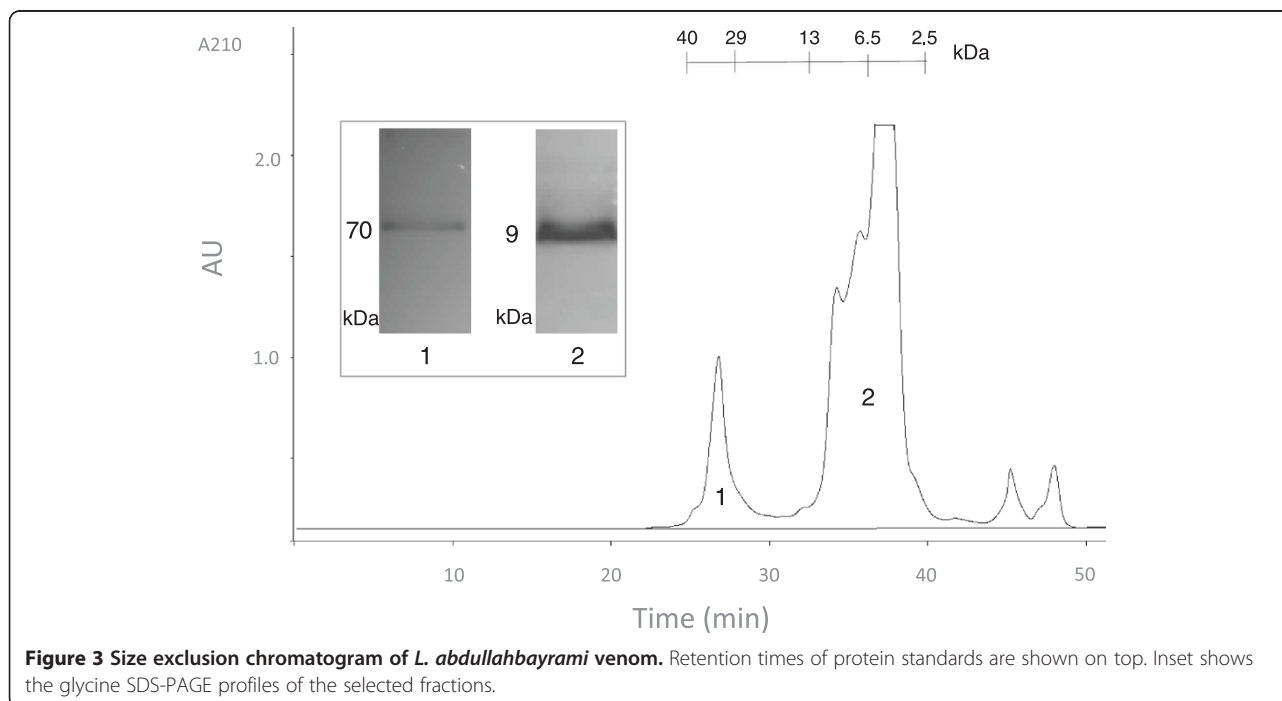 A210
40 29 13 6.5 2.5 kDa
2.0
70 9
AU
kDa kDa
1 2
1.0
2
1
10 20 30 40 50
Time (min)
Figure 3 Size exclusion chromatogram of L. abdullahbayrami venom. Retention times of protein standards are shown on top. Inset shows
the glycine SDS-PAGE profiles of the selected fractions.